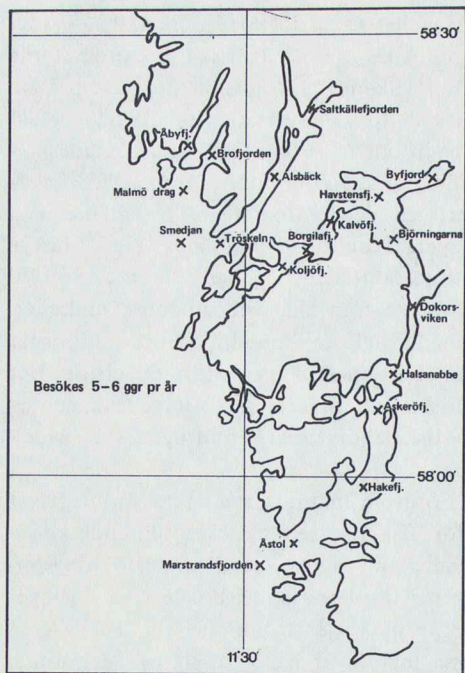 58°30'
Saltkällefjorden
Åbyfj.
Brofjorden
Alsbäck
Byfjord
Malmö drag
Havstensfj.
Kalvöfj.
Smedjan
Tröskeln
Borgilafj.
Björningarna
Koljöfj.
Dokors-
viken
Halsanabbe
Besökes 5–6 ggr pr år
Askeröfj.
58°00'
Hakefj.
Åstol
Marstrandsfjorden
11°30'